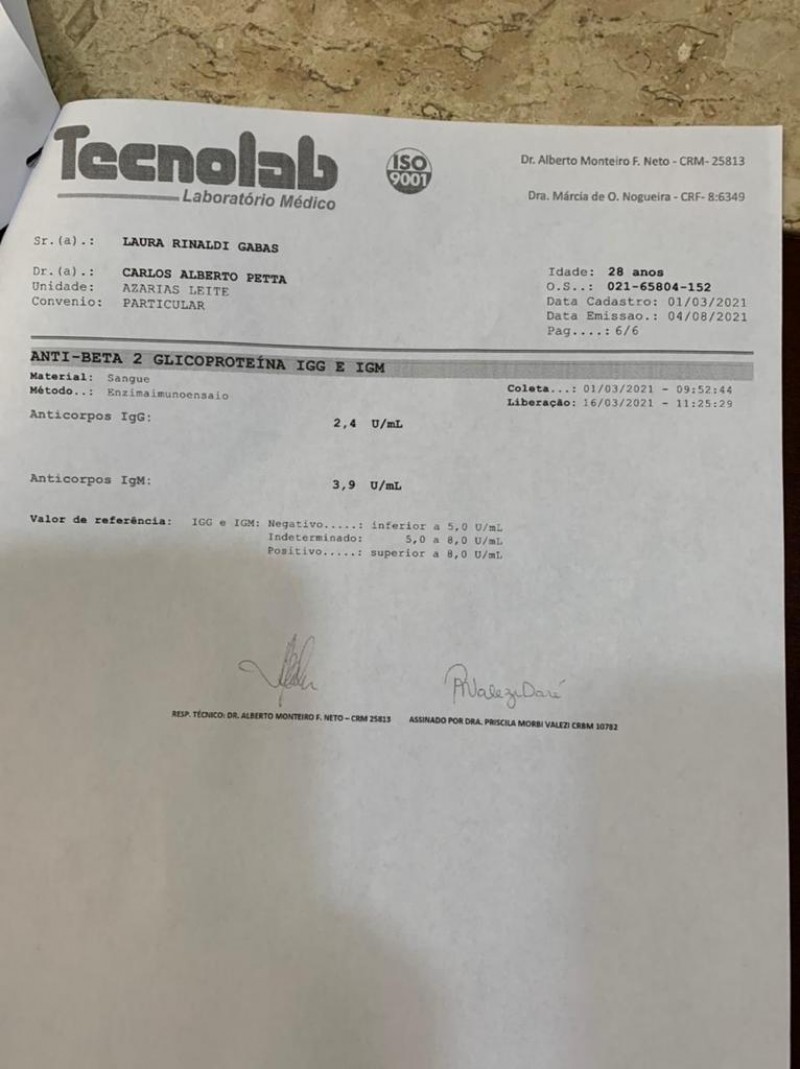 Tecnolab
Laboratório Médico
ISO
9001
Dr. Alberto Monteiro F. Neto - CRM- 25813
Dra. Márcia de O. Nogueira - CRF- 8:6349
Sr.(a).: LAURA RINALDI GABAS
Dr.(a).: CARLOS ALBERTO PETTA
Unidade: AZARIAS LEITE
Convenio: PARTICULAR
Idade: 28 anos
O.S..: 021-65804-152
Data Cadastro: 01/03/2021
Data Emissao.: 04/08/2021
Pag....: 6/6
ANTI-BETA 2 GLICOPROTEÍNA IGG E IGM
Material: Sangue
Método..: Enzimaimunoensaio
Coleta...: 01/03/2021 - 09:52:44
Liberação: 16/03/2021 - 11:25:29
Anticorpos IgG: 2,4 U/mL
Anticorpos IgM: 3,9 U/mL
Valor de referência: IGG e IGM: Negativo.....: inferior a 5,0 U/mL
Indeterminado: 5,0 a 8,0 U/mL
Positivo.....: superior a 8,0 U/mL
PValeziDaré
RESP. TÉCNICO: DR. ALBERTO MONTEIRO F. NETO – CRM 25813
ASSINADO POR DRA. PRISCILA MORBI VALEZI CRBM 10782